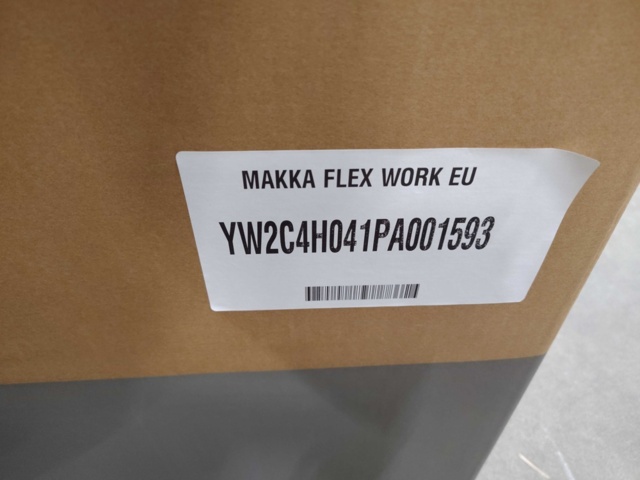 MAKKA FLEX WORK EU
YW2C4H041PA001593